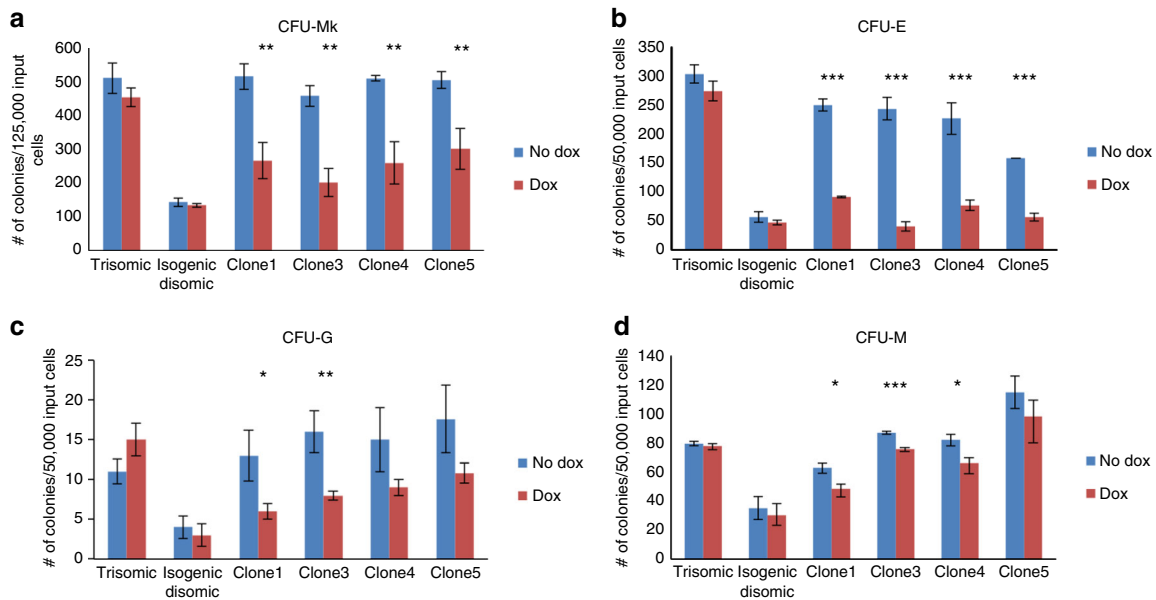 a
CFU-Mk
# of colonies/125,000 input
cells
600
500
400
300
200
100
0
** ** ** **
Trisomic Isogenic disomic Clone1 Clone3 Clone4 Clone5
No dox
Dox
b
CFU-E
# of colonies/50,000 input cells
350
300
250
200
150
100
50
0
*** *** *** ***
Trisomic Isogenic disomic Clone1 Clone3 Clone4 Clone5
No dox
Dox
c
CFU-G
# of colonies/50,000 input cells
25
20
15
10
5
0
* **
Trisomic Isogenic disomic Clone1 Clone3 Clone4 Clone5
No dox
Dox
d
CFU-M
# of colonies/50,000 input cells
140
120
100
80
60
40
20
0
* *** *
Trisomic Isogenic disomic Clone1 Clone3 Clone4 Clone5
No dox
Dox